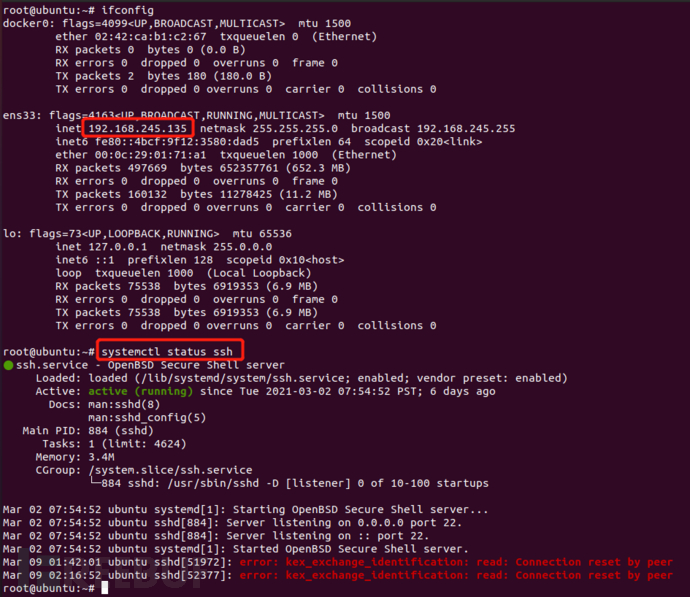 root@ubuntu:~# ifconfig
docker0: flags=4099<UP,BROADCAST,MULTICAST>  mtu 1500
        ether 02:42:ca:b1:c2:67  txqueuelen 0  (Ethernet)
        RX packets 0  bytes 0 (0.0 B)
        RX errors 0  dropped 0  overruns 0  frame 0
        TX packets 2  bytes 180 (180.0 B)
        TX errors 0  dropped 0 overruns 0  carrier 0  collisions 0

ens33: flags=4163<UP,BROADCAST,RUNNING,MULTICAST>  mtu 1500
        inet 192.168.245.135  netmask 255.255.255.0  broadcast 192.168.245.255
        inet6 fe80::4bcf:9f12:3580:dad5  prefixlen 64  scopeid 0x20<link>
        ether 00:0c:29:01:71:a1  txqueuelen 1000  (Ethernet)
        RX packets 497669  bytes 652357761 (652.3 MB)
        RX errors 0  dropped 0  overruns 0  frame 0
        TX packets 160132  bytes 11278425 (11.2 MB)
        TX errors 0  dropped 0 overruns 0  carrier 0  collisions 0

lo: flags=73<UP,LOOPBACK,RUNNING>  mtu 65536
        inet 127.0.0.1  netmask 255.0.0.0
        inet6 ::1  prefixlen 128  scopeid 0x10<host>
        loop  txqueuelen 1000  (Local Loopback)
        RX packets 75538  bytes 6919353 (6.9 MB)
        RX errors 0  dropped 0  overruns 0  frame 0
        TX packets 75538  bytes 6919353 (6.9 MB)
        TX errors 0  dropped 0 overruns 0  carrier 0  collisions 0

root@ubuntu:~# systemctl status ssh
● ssh.service - OpenBSD Secure Shell server
     Loaded: loaded (/lib/systemd/system/ssh.service; enabled; vendor preset: enabled)
     Active: active (running) since Tue 2021-03-02 07:54:52 PST; 6 days ago
       Docs: man:sshd(8)
             man:sshd_config(5)
   Main PID: 884 (sshd)
      Tasks: 1 (limit: 4624)
     Memory: 3.4M
     CGroup: /system.slice/ssh.service
             └─884 sshd: /usr/sbin/sshd -D [listener] 0 of 10-100 startups

Mar 02 07:54:52 ubuntu systemd[1]: Starting OpenBSD Secure Shell server...
Mar 02 07:54:52 ubuntu sshd[884]: Server listening on 0.0.0.0 port 22.
Mar 02 07:54:52 ubuntu sshd[884]: Server listening on :: port 22.
Mar 02 07:54:52 ubuntu systemd[1]: Started OpenBSD Secure Shell server.
Mar 09 01:42:01 ubuntu sshd[51972]: error: kex_exchange_identification: read: Connection reset by peer
Mar 09 02:16:52 ubuntu sshd[52377]: error: kex_exchange_identification: read: Connection reset by peer
root@ubuntu:~#